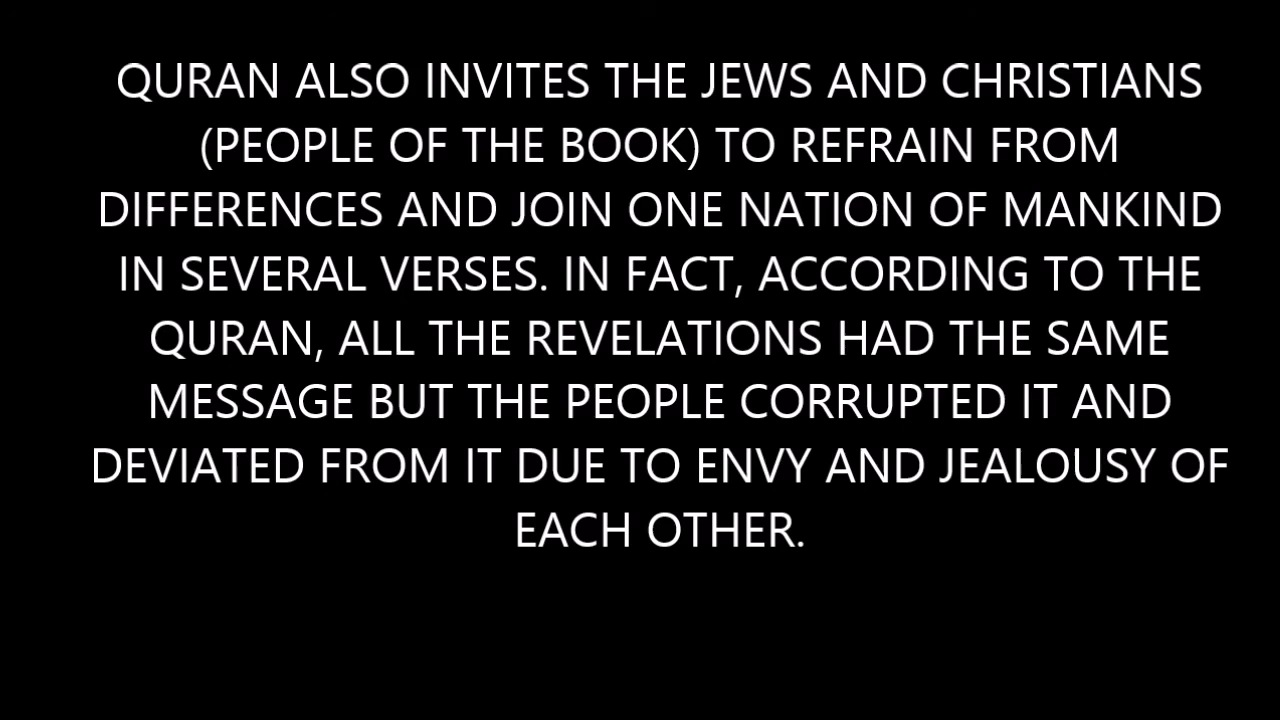 QURAN ALSO INVITES THE JEWS AND CHRISTIANS
(PEOPLE OF THE BOOK) TO REFRAIN FROM
DIFFERENCES AND JOIN ONE NATION OF MANKIND
IN SEVERAL VERSES. IN FACT, ACCORDING TO THE
QURAN, ALL THE REVELATIONS HAD THE SAME
MESSAGE BUT THE PEOPLE CORRUPTED IT AND
DEVIATED FROM IT DUE TO ENVY AND JEALOUSY OF
EACH OTHER.